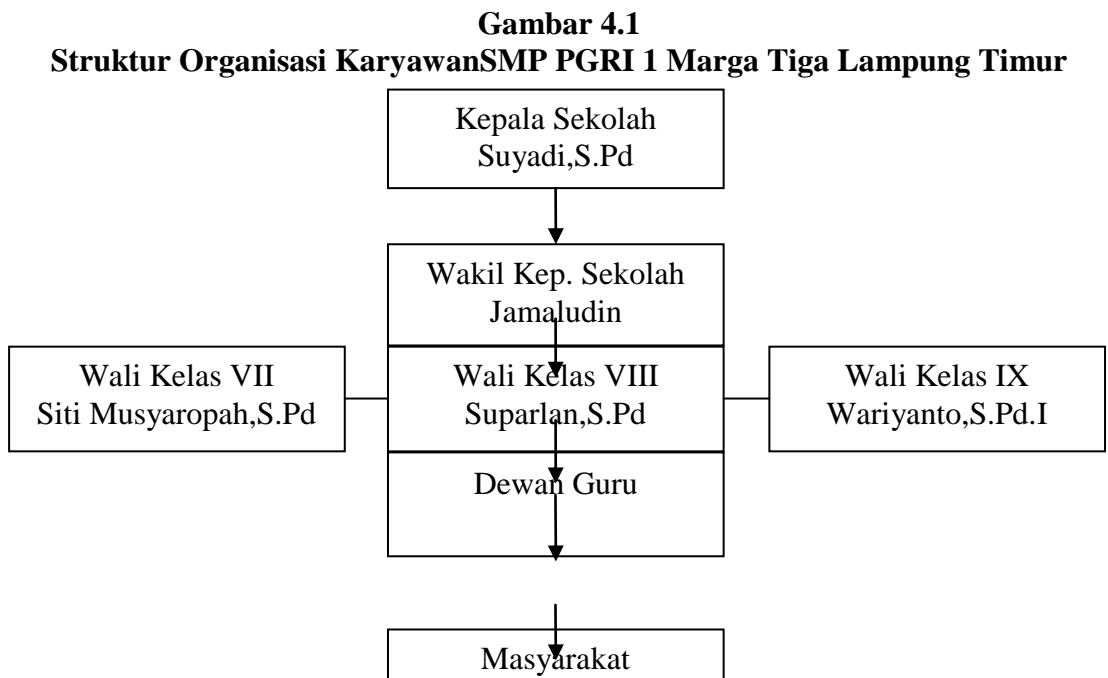 Gambar 4.1
Struktur Organisasi KaryawanSMP PGRI 1 Marga Tiga Lampung Timur
Kepala Sekolah
Suyadi,S.Pd
Wakil Kep. Sekolah
Jamaludin
Wali Kelas VII
Siti Musyaropah,S.Pd
Wali Kelas VIII
Suparlan,S.Pd
Wali Kelas IX
Wariyanto,S.Pd.I
Dewan Guru
Masyarakat